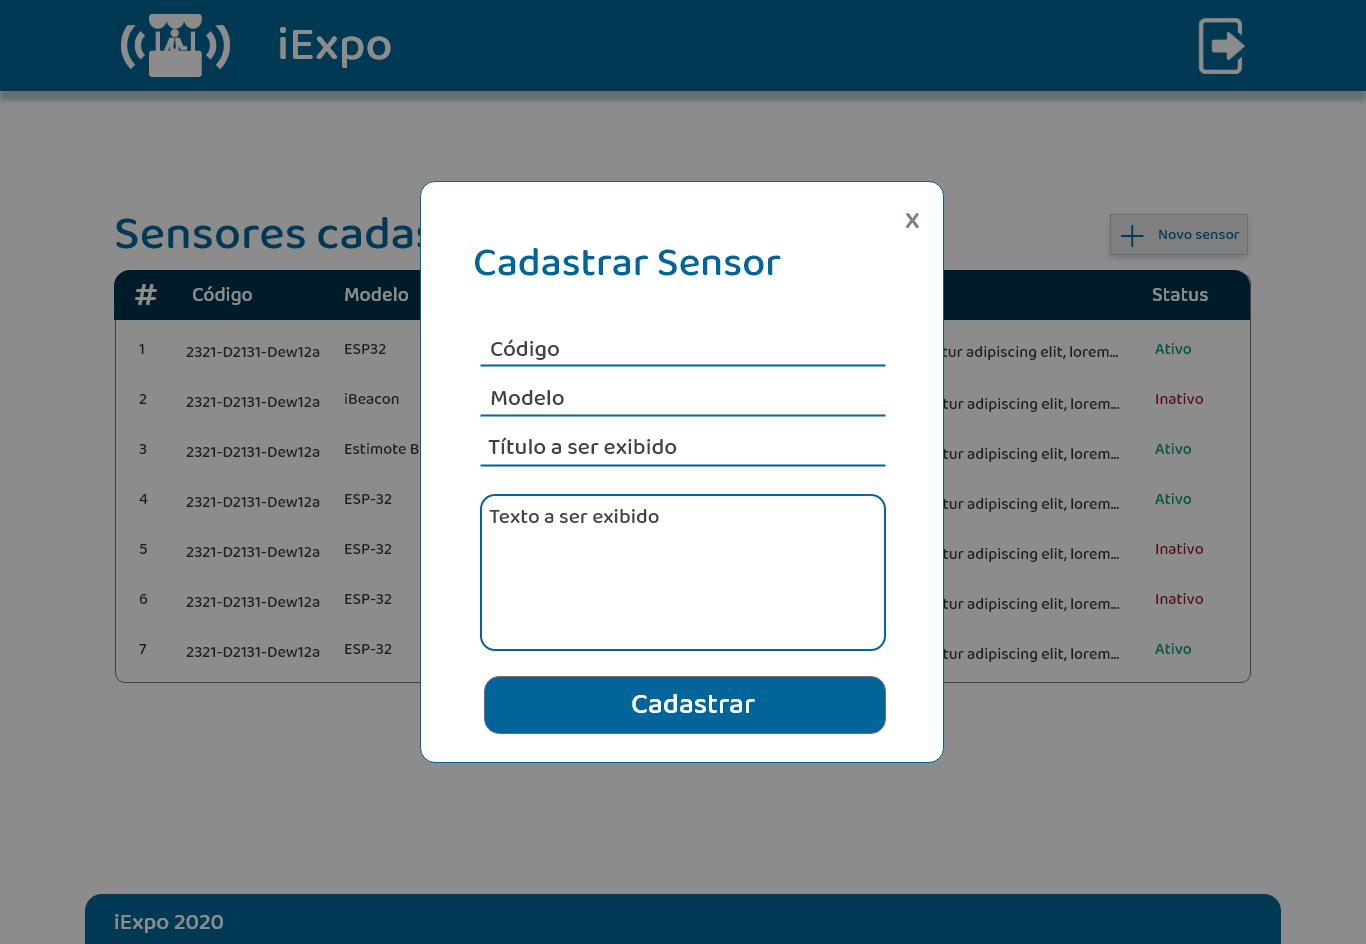 iExpo
Sensores cadas
+ Novo sensor
# Código Modelo Status
1 2321-D2131-Dew12a ESP32 tur adipiscing elit, lorem... Ativo
2 2321-D2131-Dew12a iBeacon tur adipiscing elit, lorem... Inativo
3 2321-D2131-Dew12a Estimote B tur adipiscing elit, lorem... Ativo
4 2321-D2131-Dew12a ESP-32 tur adipiscing elit, lorem... Ativo
5 2321-D2131-Dew12a ESP-32 tur adipiscing elit, lorem... Inativo
6 2321-D2131-Dew12a ESP-32 tur adipiscing elit, lorem... Inativo
7 2321-D2131-Dew12a ESP-32 tur adipiscing elit, lorem... Ativo
x
Cadastrar Sensor
Código
Modelo
Título a ser exibido
Texto a ser exibido
Cadastrar
iExpo 2020